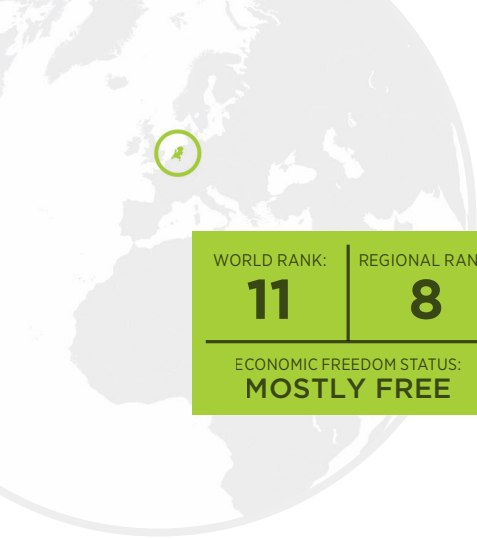 WORLD RANK:
11
REGIONAL RAN
8
ECONOMIC FREEDOM STATUS:
MOSTLY FREE